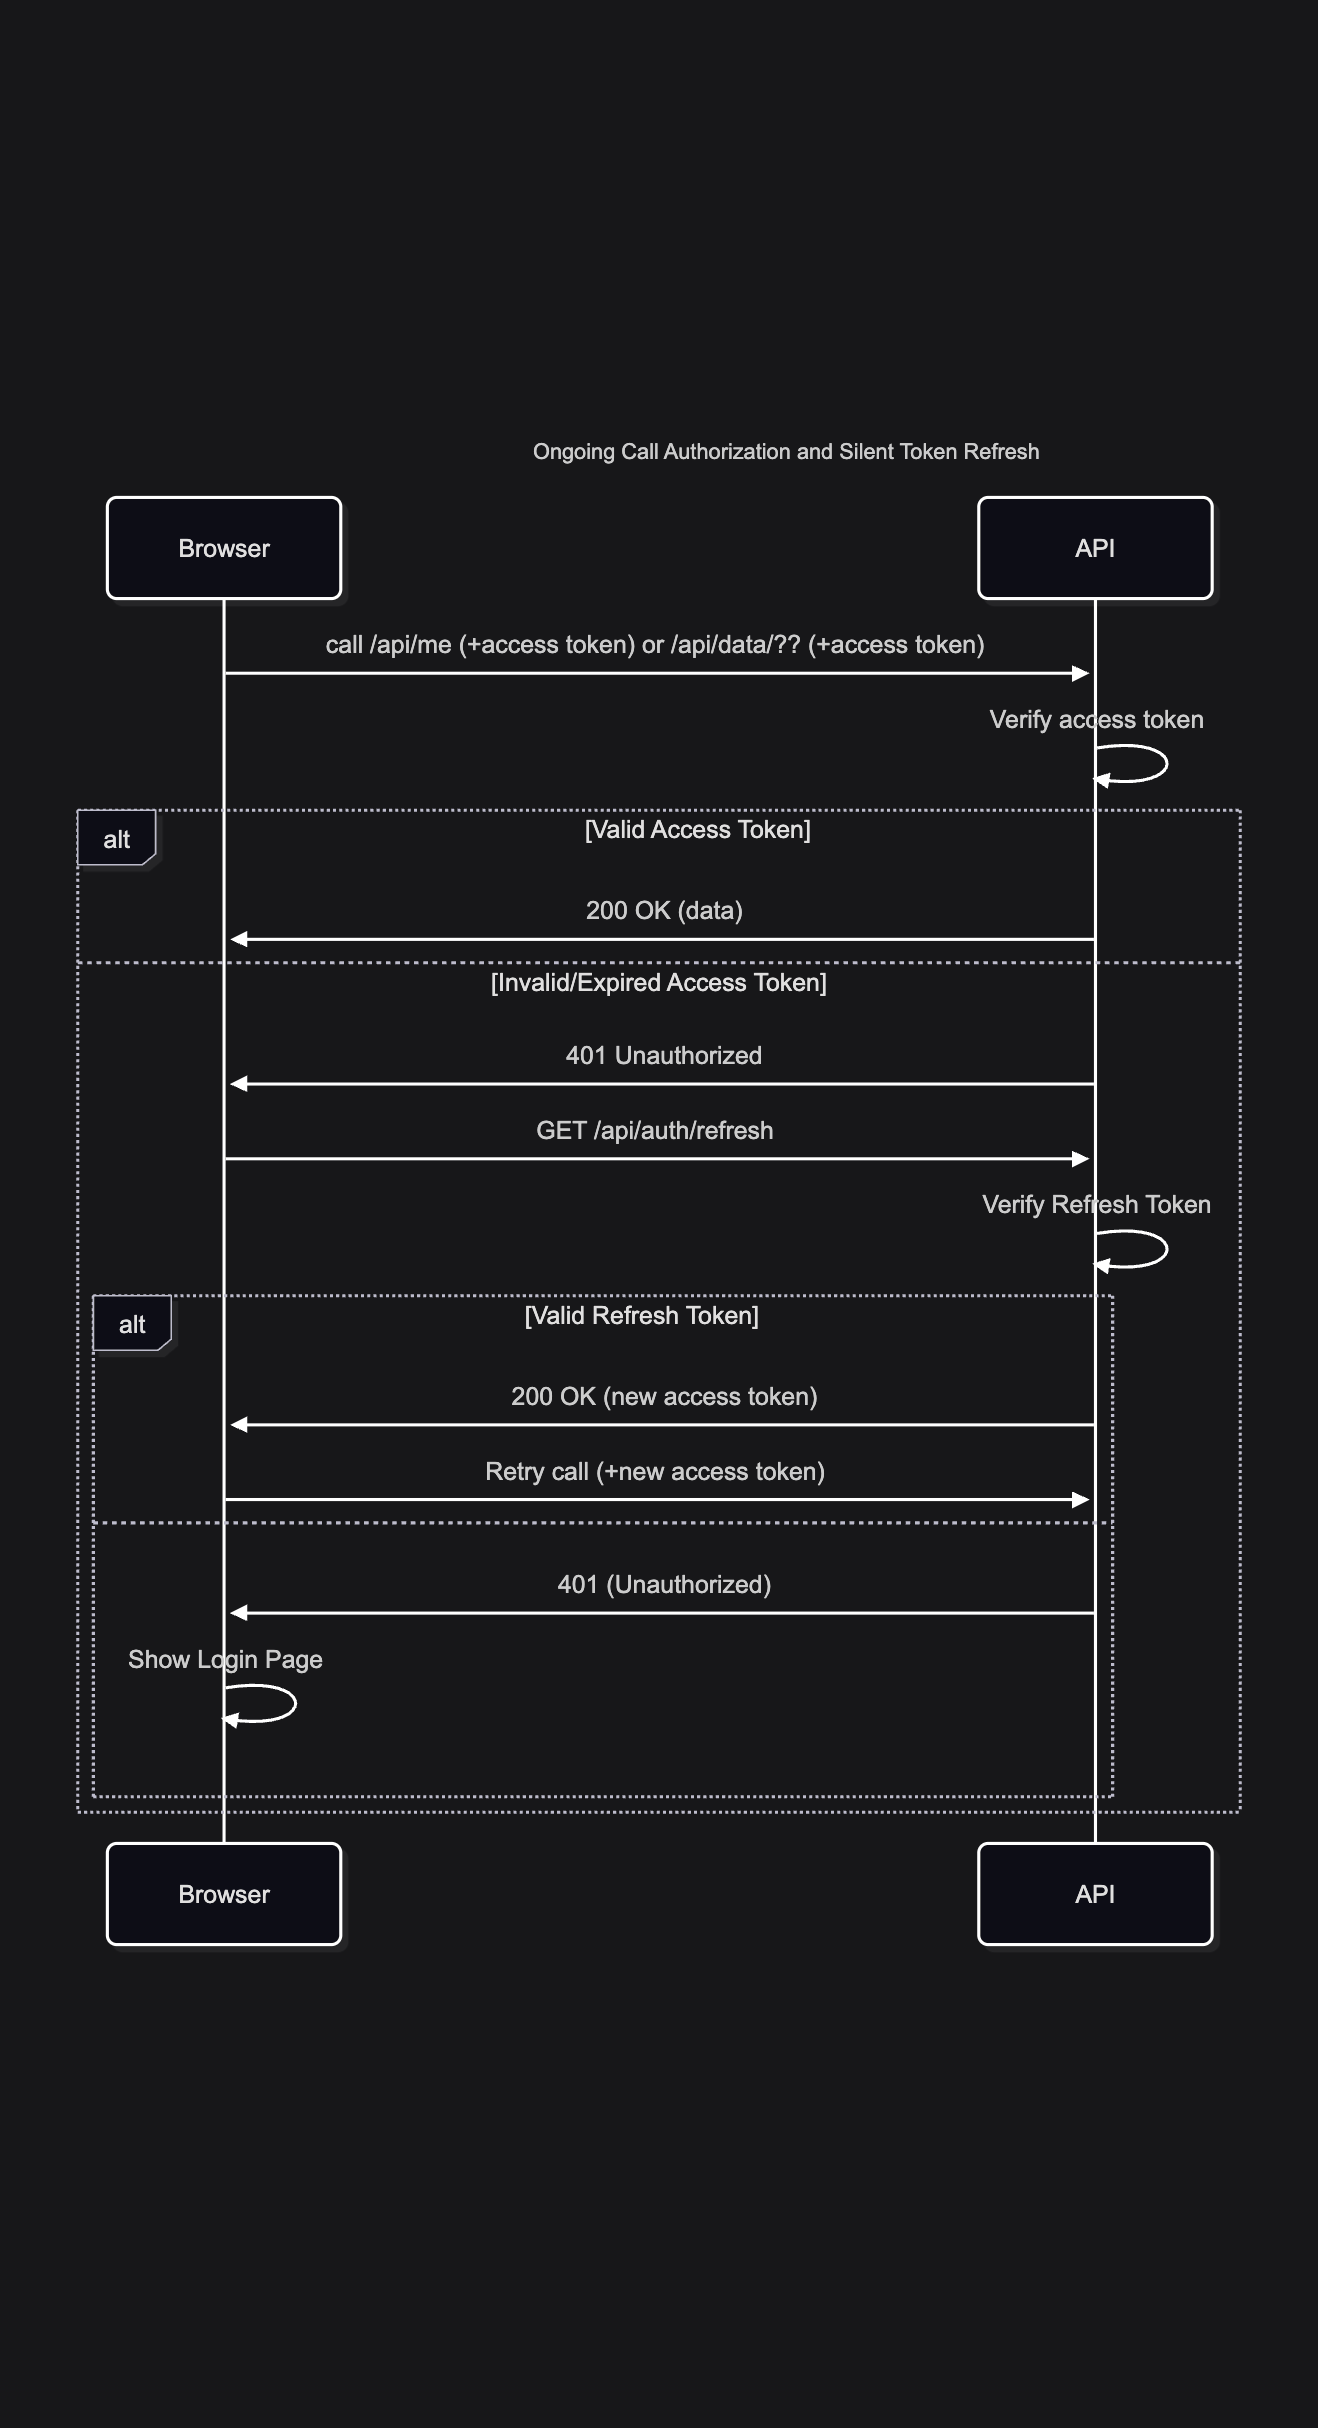 Ongoing Call Authorization and Silent Token Refresh
Browser
API
call /api/me (+access token) or /api/data/?? (+access token)
Verify access token
alt
[Valid Access Token]
200 OK (data)
[Invalid/Expired Access Token]
401 Unauthorized
GET /api/auth/refresh
Verify Refresh Token
alt
[Valid Refresh Token]
200 OK (new access token)
Retry call (+new access token)
401 (Unauthorized)
Show Login Page
Browser
API